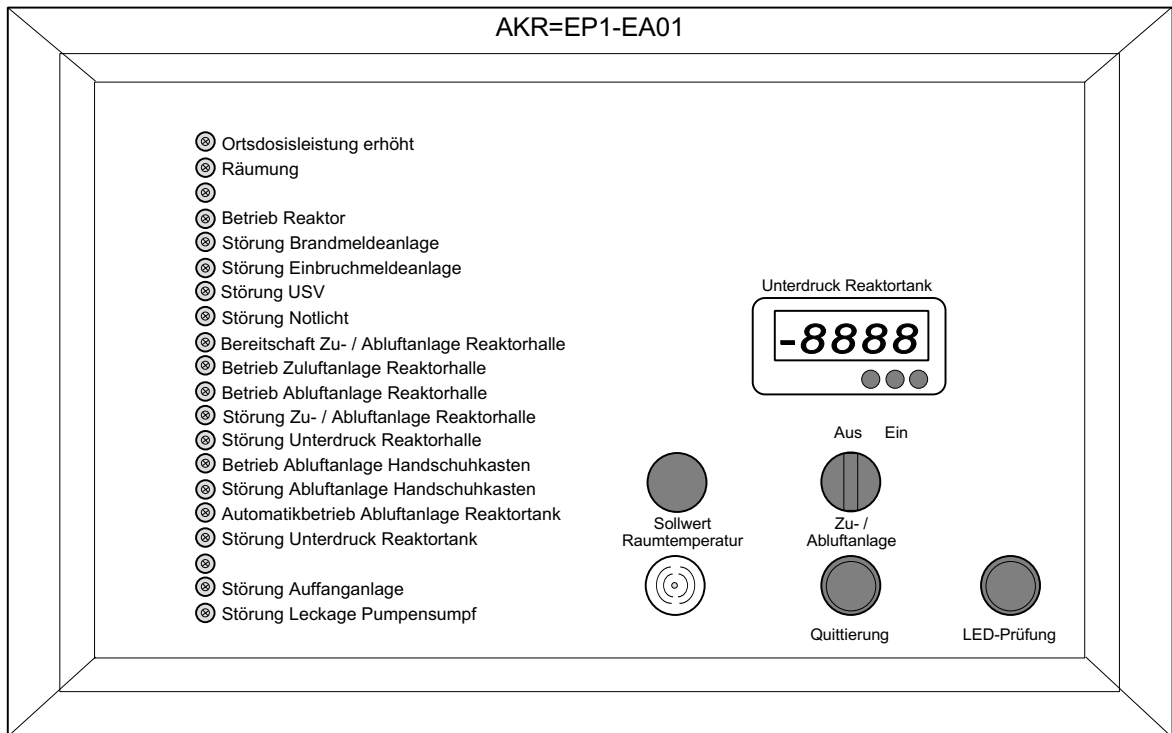 AKR=EP1-EA01
Ortsdosisleistung erhöht
Räumung
Betrieb Reaktor
Störung Brandmeldeanlage
Störung Einbruchmeldeanlage
Störung USV
Störung Notlicht
Bereitschaft Zu- / Abluftanlage Reaktorhalle
Betrieb Zuluftanlage Reaktorhalle
Betrieb Abluftanlage Reaktorhalle
Störung Zu- / Abluftanlage Reaktorhalle
Störung Unterdruck Reaktorhalle
Betrieb Abluftanlage Handschuhkasten
Störung Abluftanlage Handschuhkasten
Automatikbetrieb Abluftanlage Reaktortank
Störung Unterdruck Reaktortank
Störung Auffanganlage
Störung Leckage Pumpensumpf
Unterdruck Reaktortank
-8888
Aus Ein
Sollwert
Raumtemperatur
Zu- /
Abluftanlage
Quittierung
LED-Prüfung